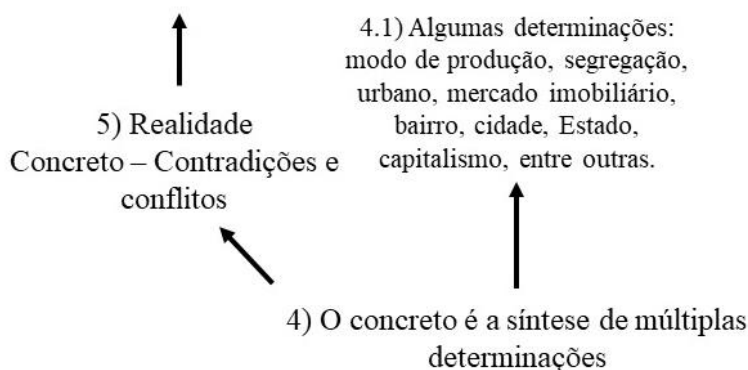 4.1) Algumas determinações:
modo de produção, segregação,
urbano, mercado imobiliário,
bairro, cidade, Estado,
capitalismo, entre outras.
5) Realidade
Concreto – Contradições e
conflitos
4) O concreto é a síntese de múltiplas
determinações